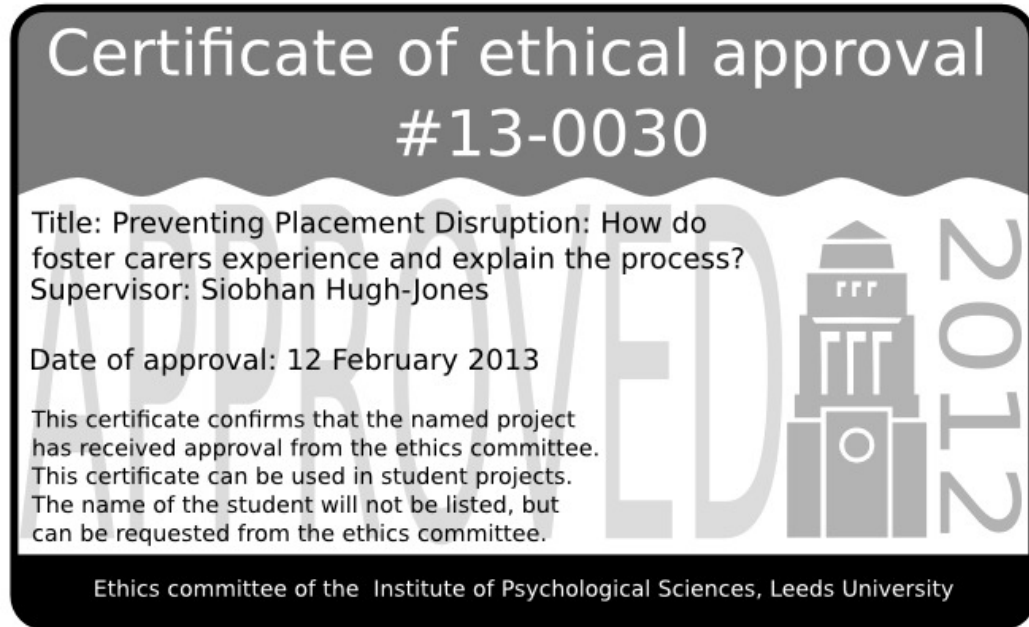 Certificate of ethical approval
#13-0030
Title: Preventing Placement Disruption: How do
foster carers experience and explain the process?
Supervisor: Siobhan Hugh-Jones
Date of approval: 12 February 2013
This certificate confirms that the named project
has received approval from the ethics committee.
This certificate can be used in student projects.
The name of the student will not be listed, but
can be requested from the ethics committee.
APPROVED
2012
Ethics committee of the  Institute of Psychological Sciences, Leeds University